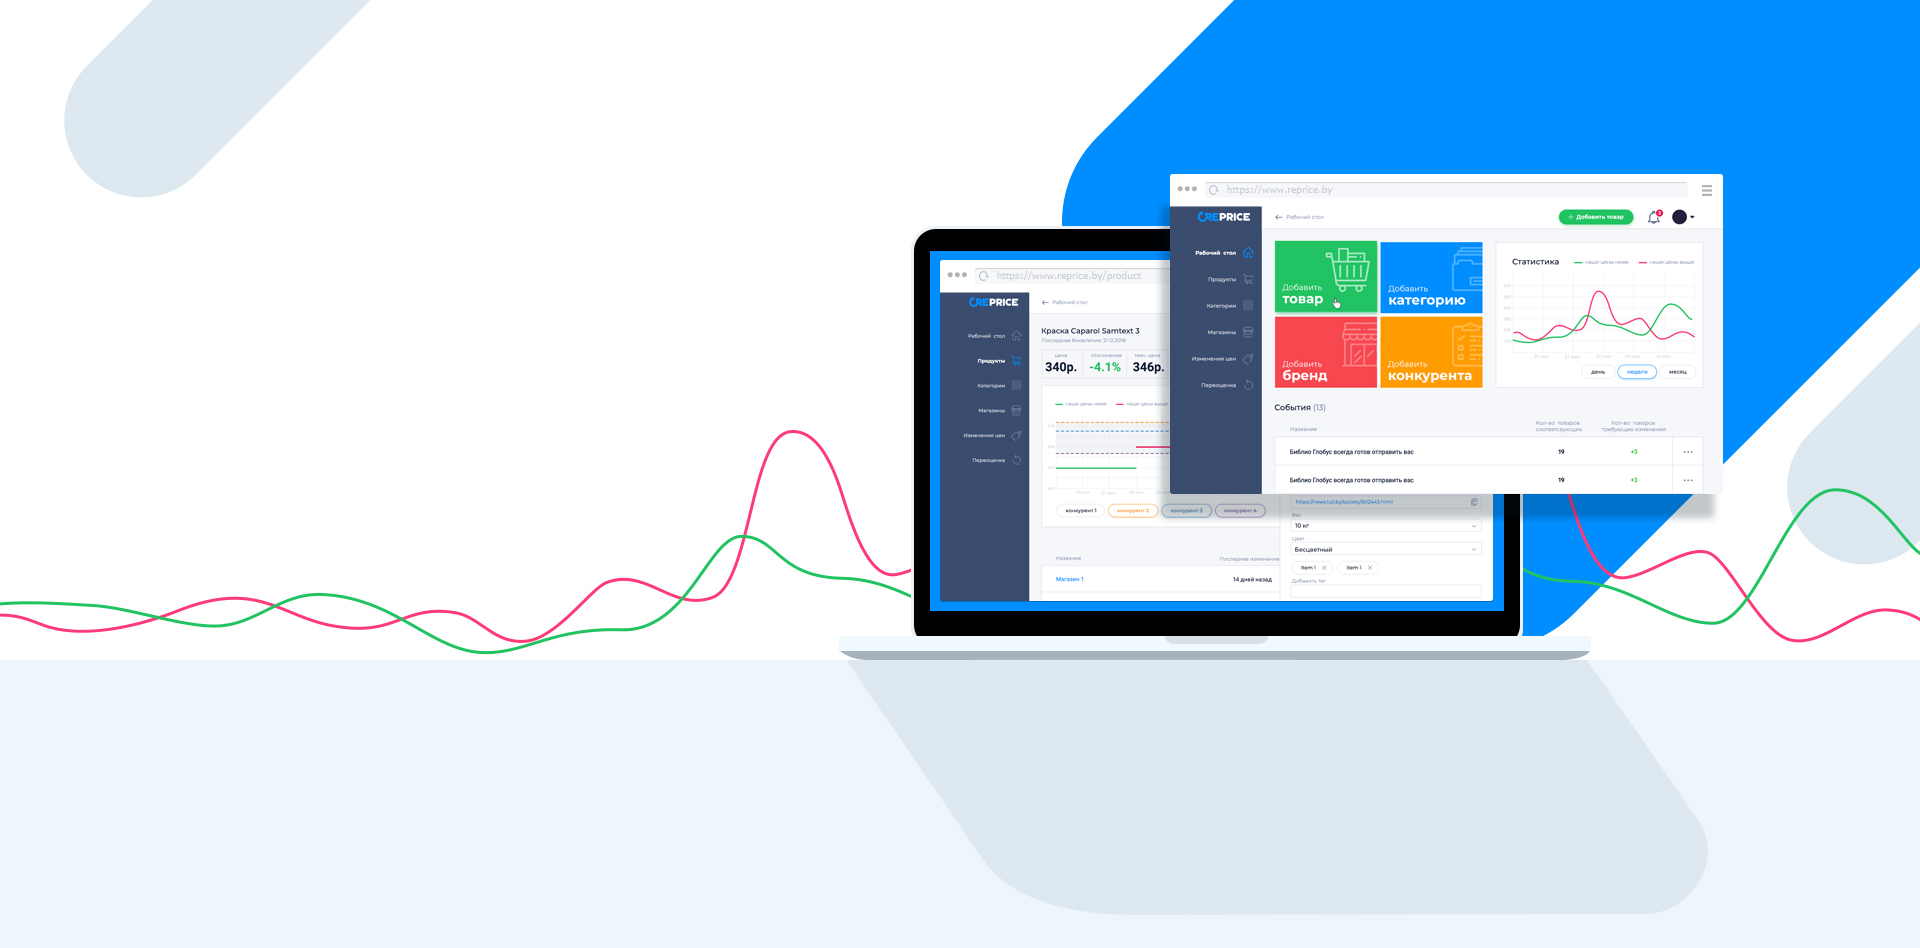 https://www.reprice.by
REPRICE
Рабочий стол
Добавить товар
3
Рабочий стол
Продукты
Категории
Магазины
Изменения цен
Переоценка
Добавить
товар
Добавить
категорию
Добавить
бренд
Добавить
конкурента
Статистика
наши цены ниже
наши цены выше
день
неделя
месяц
События (13)
Название
Кол-во товаров
соответсвующих
Кол-во товаров
требующих изменения
Библио Глобус всегда готов отправить вас
19
+3
Библио Глобус всегда готов отправить вас
19
+3
https://www.reprice.by/product
REPRICE
Рабочий стол
Рабочий стол
Продукты
Категории
Магазины
Изменения цен
Переоценка
Краска Caparol Samtext 3
Последнее бновление: 21.12.2018
цена
340р.
отклонение
-4.1%
мин. цена
346р.
наши цены ниже
наши цены выше
конкурент 1
конкурент 2
конкурент 3
конкурент 4
Название
Последнее изменение
Магазин 1
14 дней назад
https://news.tut.by/society/602443.html
Вес
10 кг
Цвет
Бесцветный
item 1
item 1
Добавить тег